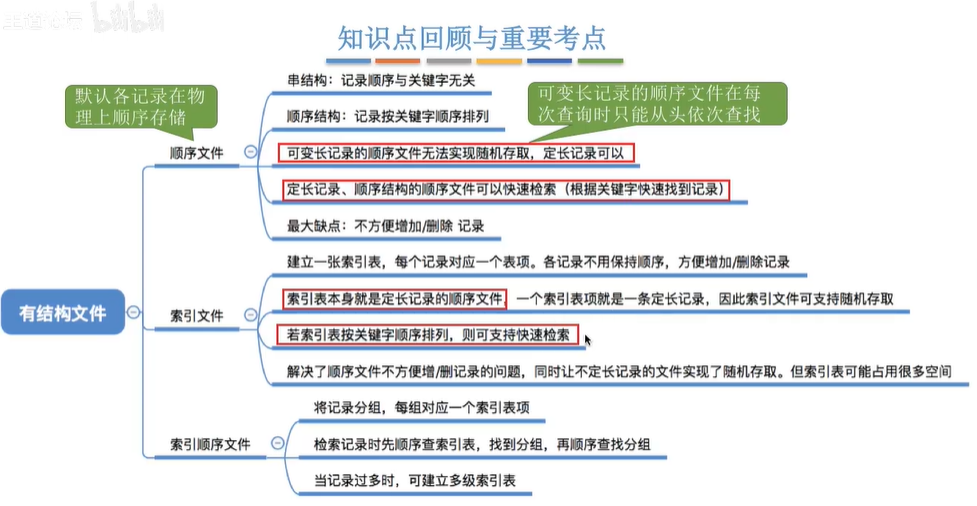 bilibili
知识点回顾与重要考点
默认各记录在物
理上顺序存储
可变长记录的顺序文件在每
次查询时只能从头依次查找
有结构文件
顺序文件
串结构：记录顺序与关键字无关
顺序结构：记录按关键字顺序排列
可变长记录的顺序文件无法实现随机存取，定长记录可以
定长记录、顺序结构的顺序文件可以快速检索（根据关键字快速找到记录）
最大缺点：不方便增加/删除 记录
索引文件
建立一张索引表，每个记录对应一个表项。各记录不用保持顺序，方便增加/删除记录
索引表本身就是定长记录的顺序文件，一个索引表项就是一条定长记录，因此索引文件可支持随机存取
若索引表按关键字顺序排列，则可支持快速检索
解决了顺序文件不方便增/删记录的问题，同时让不定长记录的文件实现了随机存取。但索引表可能占用很多空间
索引顺序文件
将记录分组，每组对应一个索引表项
检索记录时先顺序查索引表，找到分组，再顺序查找分组
当记录过多时，可建立多级索引表